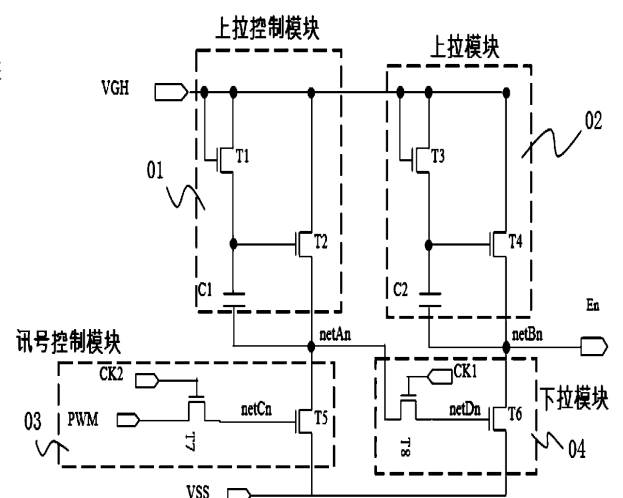 上拉控制模块
上拉模块
VGH
02
T1
T3
01
T2
T4
C1
C2
En
netAn
netBn
讯号控制模块
CK2
CK1
下拉模块
03
PWM
netCn
T5
netDn
T6
T7
T8
04
VSS